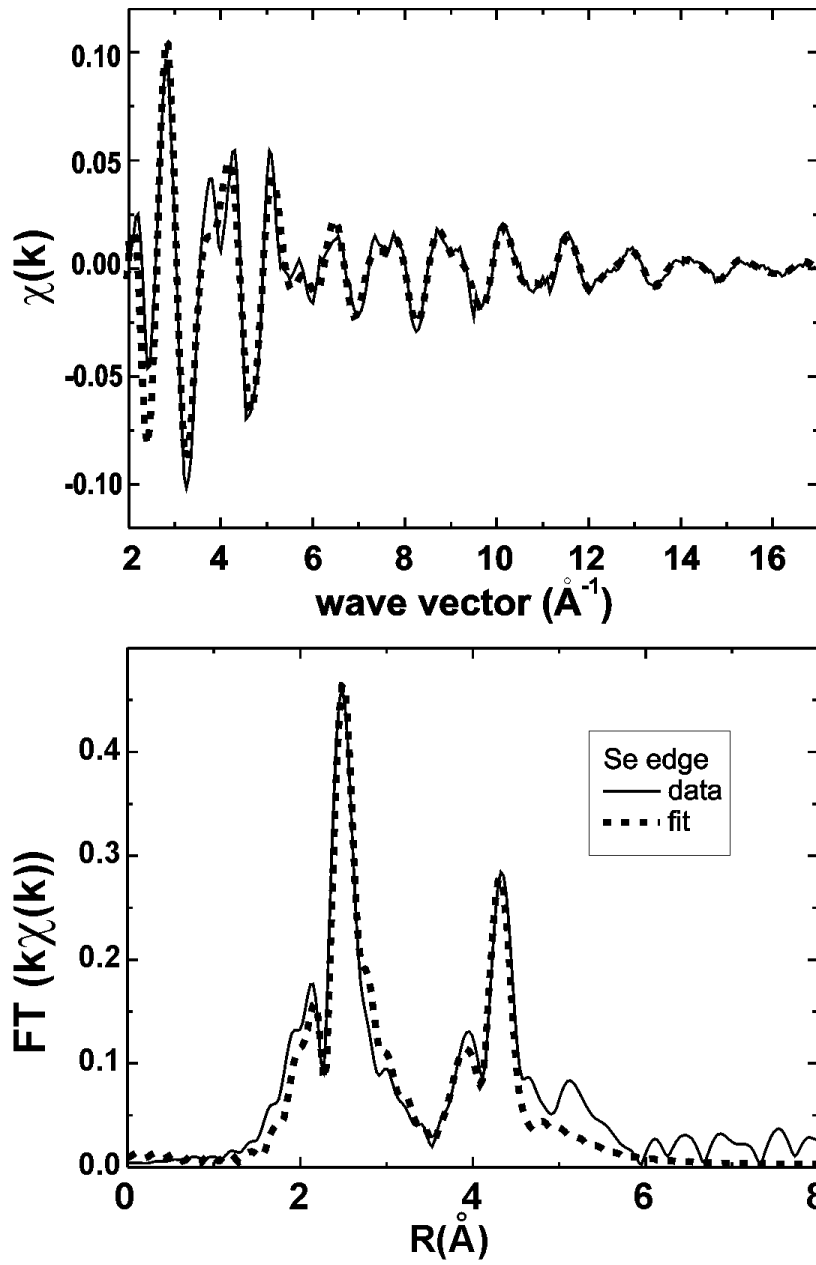 0.10
0.05
0.00
-0.05
-0.10
χ(k)
2 4 6 8 10 12 14 16
wave vector (Å⁻¹)
0.4
0.3
0.2
0.1
0.0
FT (kχ(k))
Se edge
data
fit
0 2 4 6 8
R(Å)